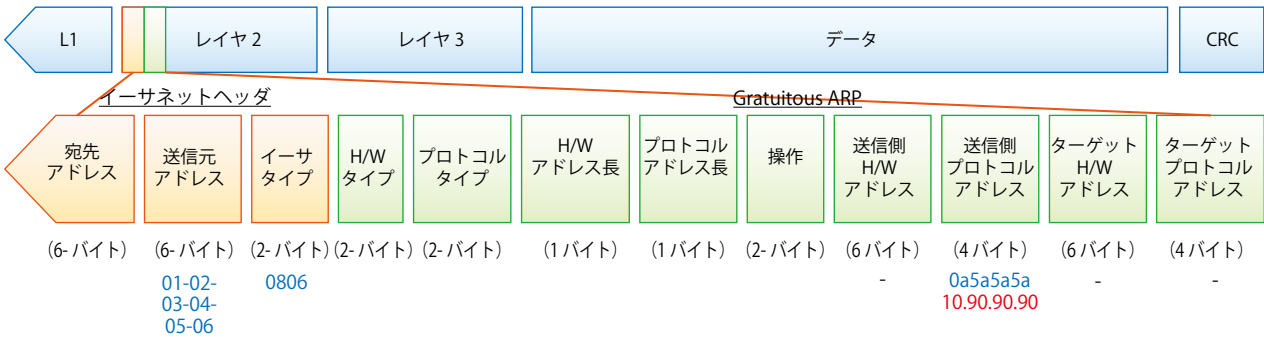 L1
レイヤ 2
レイヤ 3
データ
CRC
イーサネットヘッダ
Gratuitous ARP
宛先
アドレス
送信元
アドレス
イーサ
タイプ
H/W
タイプ
プロトコル
タイプ
H/W
アドレス長
プロトコル
アドレス長
操作
送信側
H/W
アドレス
送信側
プロトコル
アドレス
ターゲット
H/W
アドレス
ターゲット
プロトコル
アドレス
(6- バイト)
(6- バイト)
(2- バイト)
(2- バイト)
(2- バイト)
(1 バイト)
(1 バイト)
(2- バイト)
(6 バイト)
(4 バイト)
(6 バイト)
(4 バイト)
01-02-
03-04-
05-06
0806
-
0a5a5a5a
10.90.90.90
-
-